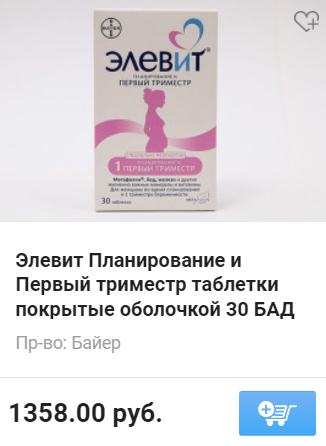 BAYER
ЭЛЕВИТ®
ПЛАНИРОВАНИЕ И
ПЕРВЫЙ ТРИМЕСТР
1 ПЛАНИРОВАНИЕ И
ПЕРВЫЙ ТРИМЕСТР
Метафолин®, йод, железо и другие
жизненно важные минералы и витамины
Для женщины во время планирования
и 1 триместра беременности
30 таблеток
Элевит Планирование и
Первый триместр таблетки
покрытые оболочкой 30 БАД
Пр-во: Байер
1358.00 руб.